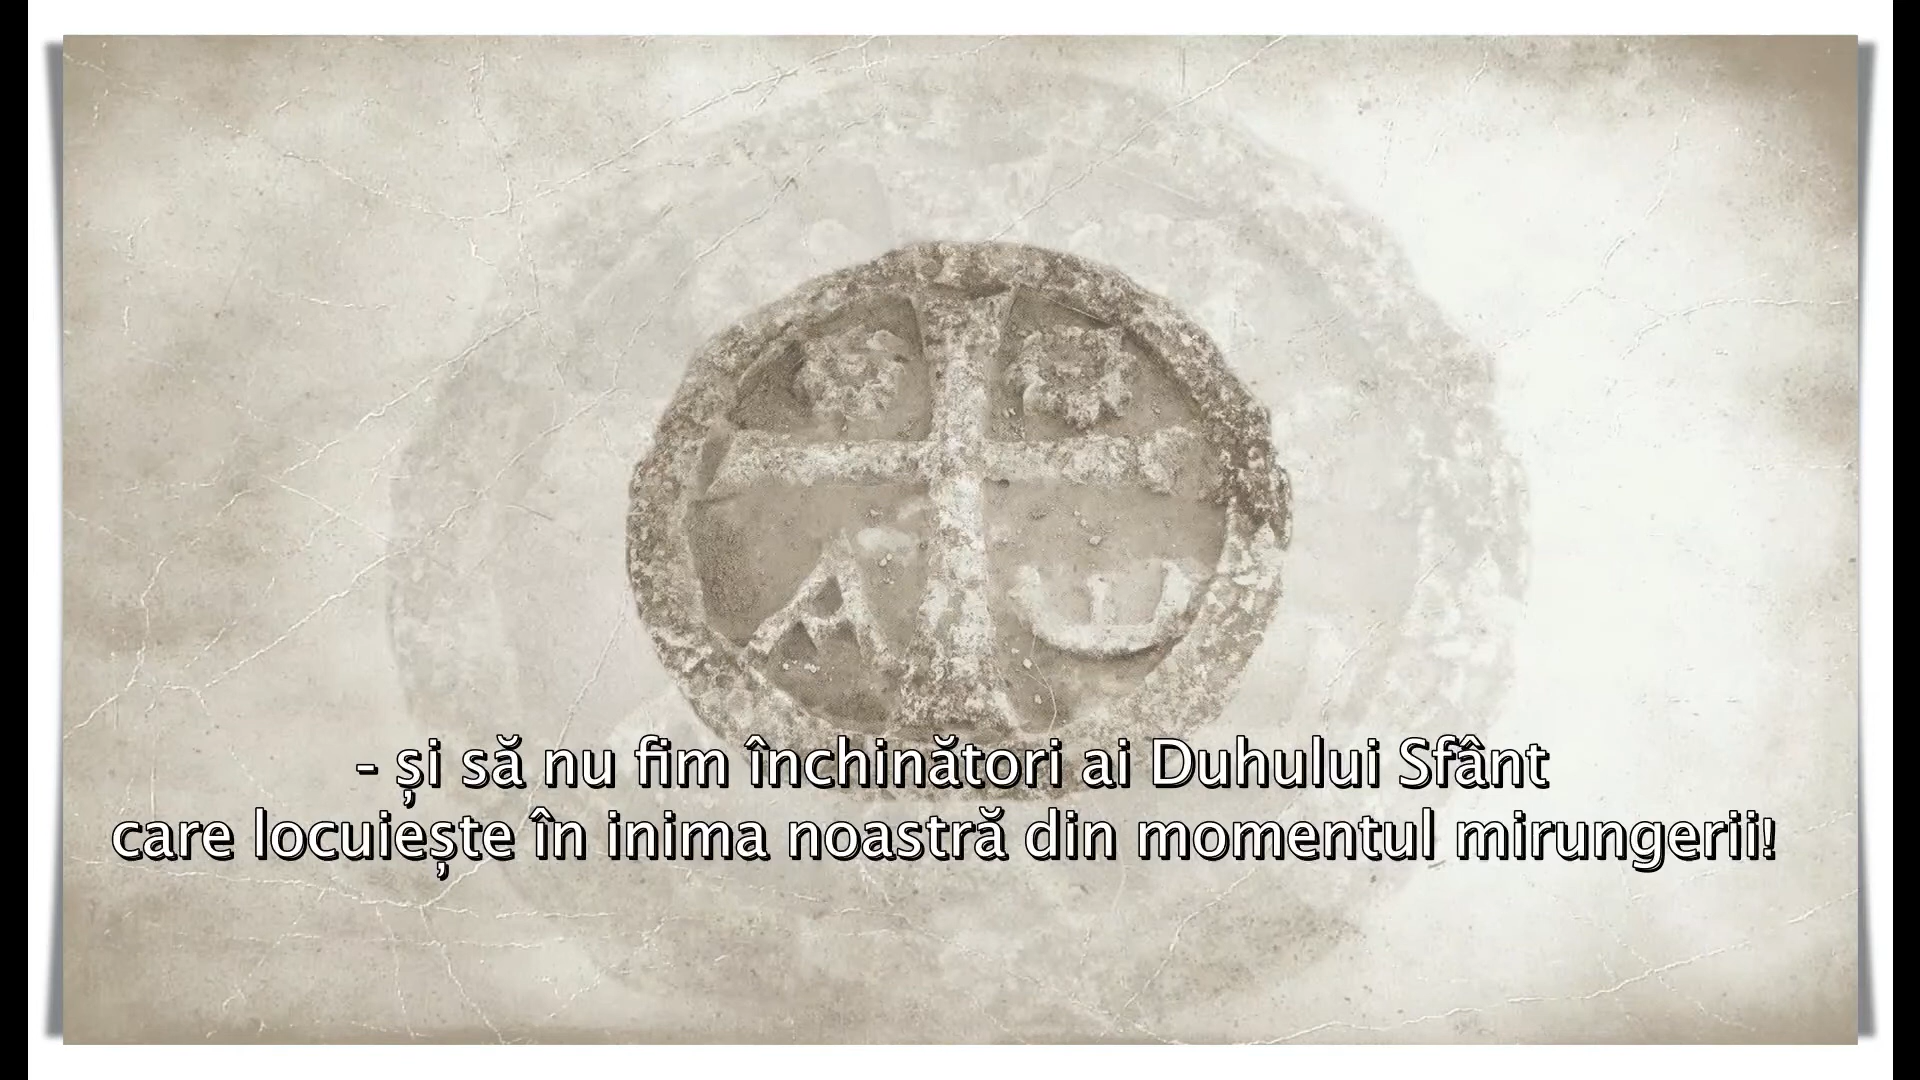 - și să nu fim închinători ai Duhului Sfânt
care locuiește în inima noastră din momentul mirungerii!